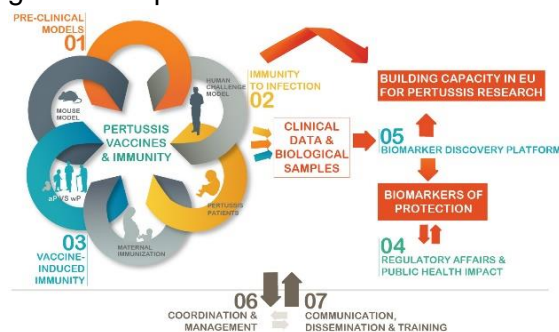 PRE-CLINICAL
MODELS
01
MOUSE
MODEL
HUMAN
CHALLENGE
MODEL
PERTUSSIS
VACCINES
& IMMUNITY
aP VS wP
PERTUSSIS
PATIENTS
MATERNAL
IMMUNIZATION
03
VACCINE-
INDUCED
IMMUNITY
IMMUNITY
TO INFECTION
02
CLINICAL
DATA &
BIOLOGICAL
SAMPLES
BUILDING CAPACITY IN EU
FOR PERTUSSIS RESEARCH
05
BIOMARKER DISCOVERY PLATFORM
BIOMARKERS OF
PROTECTION
04
REGULATORY AFFAIRS &
PUBLIC HEALTH IMPACT
06
COORDINATION &
MANAGEMENT
07
COMMUNICATION,
DISSEMINATION & TRAINING